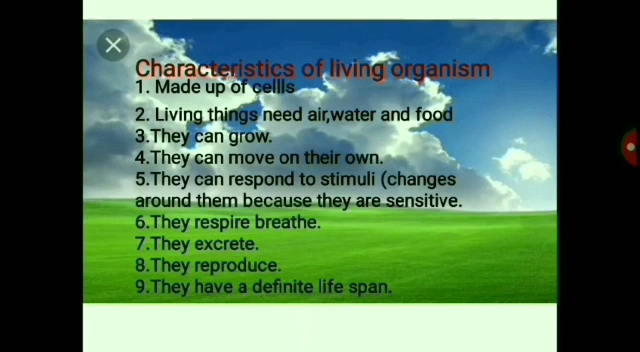 Characteristics of living organism
1. Made up of cellls
2. Living things need air,water and food
3.They can grow.
4.They can move on their own.
5.They can respond to stimuli (changes
around them because they are sensitive.
6.They respire breathe.
7.They excrete.
8.They reproduce.
9.They have a definite life span.